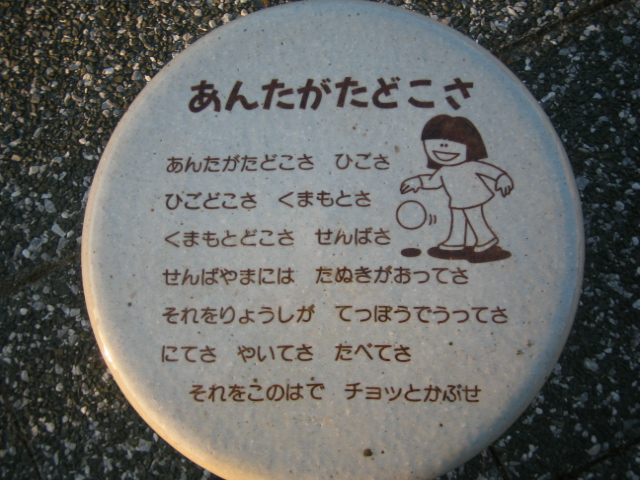 あんたがたどこさ
あんたがたどこさ ひごさ
ひごどこさ くまもとさ
くまもとどこさ せんばさ
せんばやまには たぬきがおってさ
それをりょうしが てっぽうでうってさ
にてさ やいてさ たべてさ
それをこのはで チョッとかぶせ